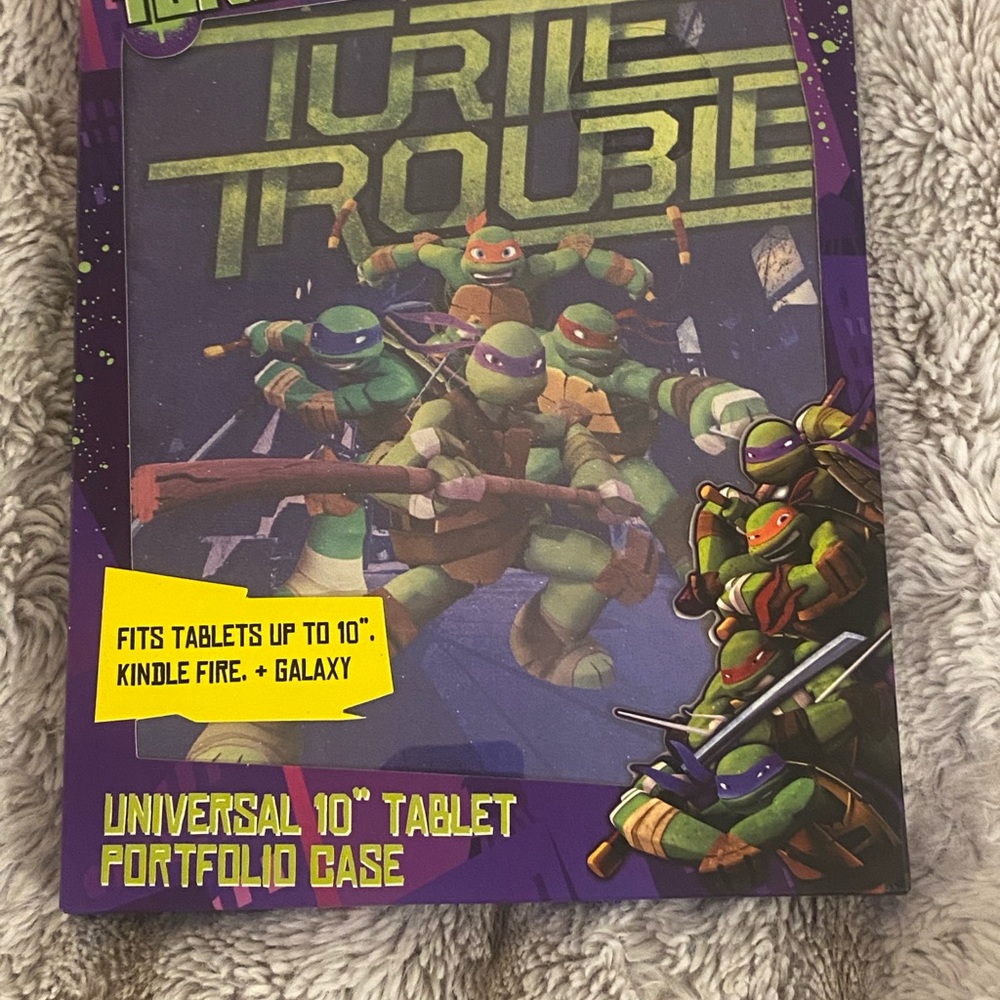 TURTLE
TROUBLE
FITS TABLETS UP TO 10".
KINDLE FIRE. + GALAXY
UNIVERSAL 10" TABLET
PORTFOLIO CASE